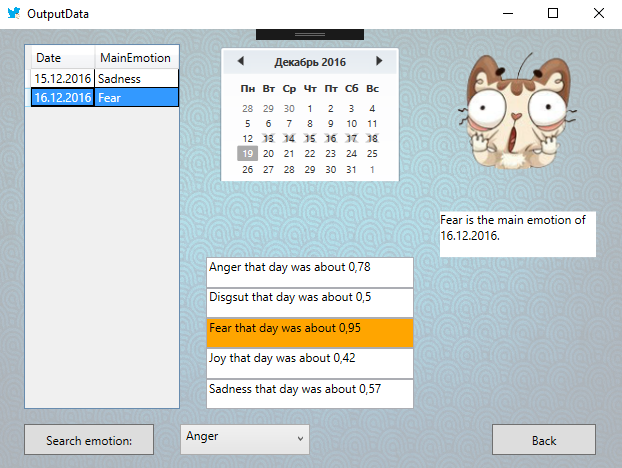 OutputData
Date MainEmotion
15.12.2016 Sadness
16.12.2016 Fear
Декабрь 2016
Пн Вт Ср Чт Пт Сб Вс
28 29 30 1 2 3 4
5 6 7 8 9 10 11
12 13 14 15 16 17 18
19 20 21 22 23 24 25
26 27 28 29 30 31 1
Fear is the main emotion of
16.12.2016.
Anger that day was about 0,78
Disgsut that day was about 0,5
Fear that day was about 0,95
Joy that day was about 0,42
Sadness that day was about 0,57
Search emotion:
Anger
Back